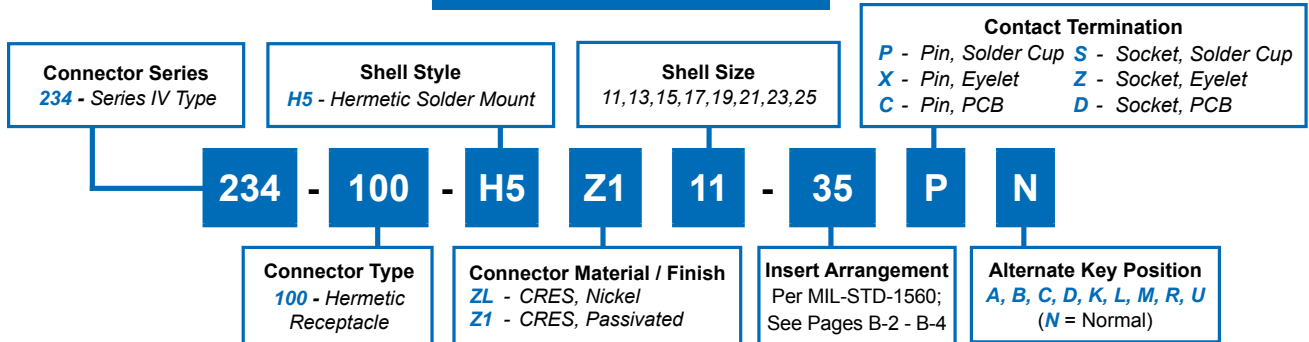 Connector Series
234 - Series IV Type
Shell Style
H5 - Hermetic Solder Mount
Shell Size
11,13,15,17,19,21,23,25
Contact Termination
P - Pin, Solder Cup S - Socket, Solder Cup
X - Pin, Eyelet Z - Socket, Eyelet
C - Pin, PCB D - Socket, PCB
234 - 100 - H5 Z1 11 - 35 P N
Connector Type
100 - Hermetic
Receptacle
Connector Material / Finish
ZL - CRES, Nickel
Z1 - CRES, Passivated
Insert Arrangement
Per MIL-STD-1560;
See Pages B-2 - B-4
Alternate Key Position
A, B, C, D, K, L, M, R, U
(N = Normal)